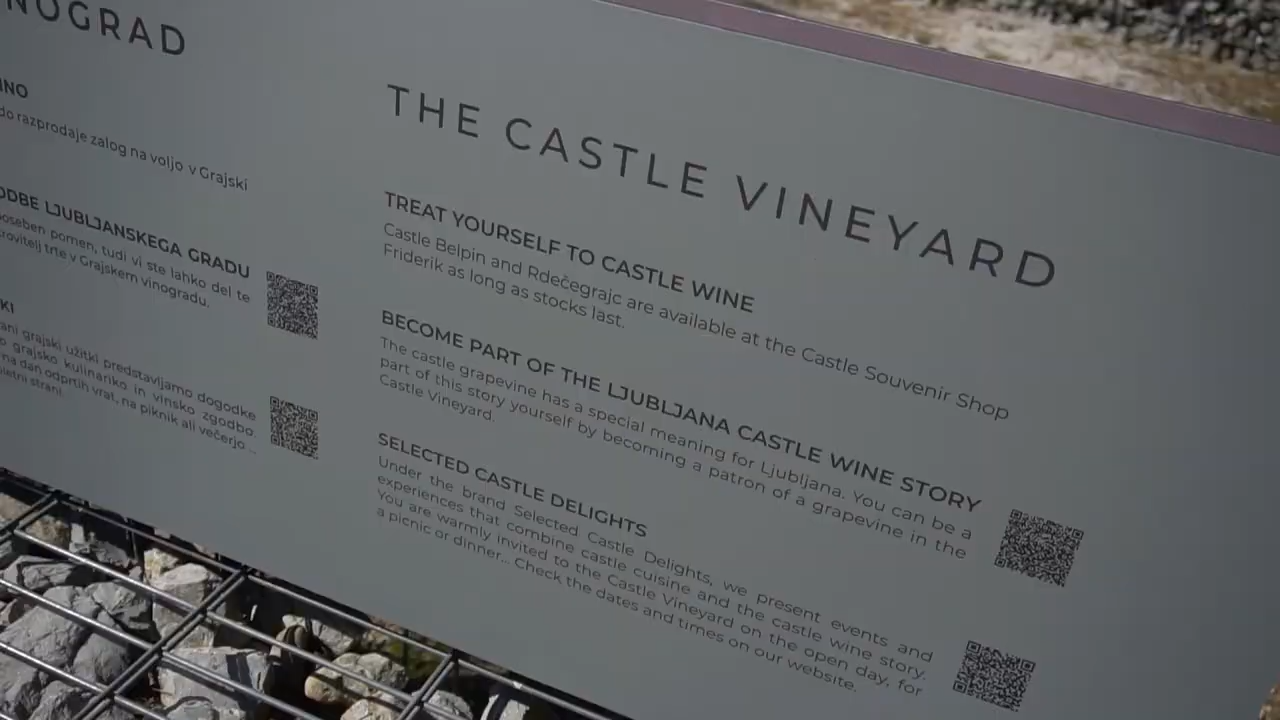 NOGRAD
do razprodaje zalog na voljo v Grajski
ODBE LJUBLJANSKEGA GRADU
poseben pomen, tudi vi ste lahko del te
trte v Grajskem vinogradu.
grajski užitki predstavljamo dogodke
grajsko kulinariko in vinsko zgodbo.
na dan odprtih vrat, na piknik ali večerjo ...
strani.
THE CASTLE VINEYARD
TREAT YOURSELF TO CASTLE WINE
Castle Belpin and Rdečegrajc are available at the Castle Souvenir Shop
Friderik as long as stocks last.
BECOME PART OF THE LJUBLJANA CASTLE WINE STORY
The castle grapevine has a special meaning for Ljubljana. You can be a
part of this story yourself by becoming a patron of a grapevine in the
Castle Vineyard.
SELECTED CASTLE DELIGHTS
Under the brand Selected Castle Delights, we present events and
experiences that combine castle cuisine and the castle wine story.
You are warmly invited to the Castle Vineyard on the open day, for
a picnic or dinner... Check the dates and times on our website.